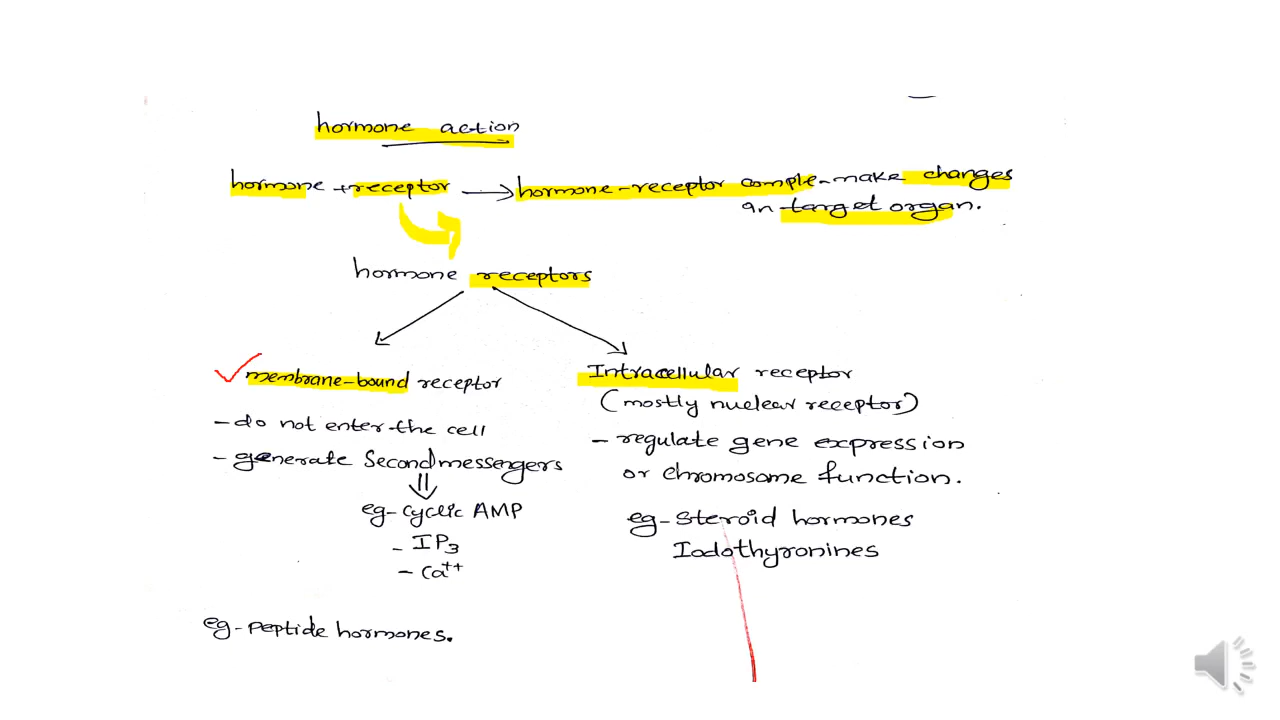 hormone action
hormone + receptor → hormone-receptor comple-make changes
an target organ.
hormone receptors
membrane-bound receptor
- do not enter the cell
- generate Second messengers
eg- cyclic AMP
- IP3
- Ca++
eg- peptide hormones.
Intracellular receptor
(mostly nuclear receptor)
- regulate gene expression
or chromosome function.
eg- Steroid hormones
Iodothyronines